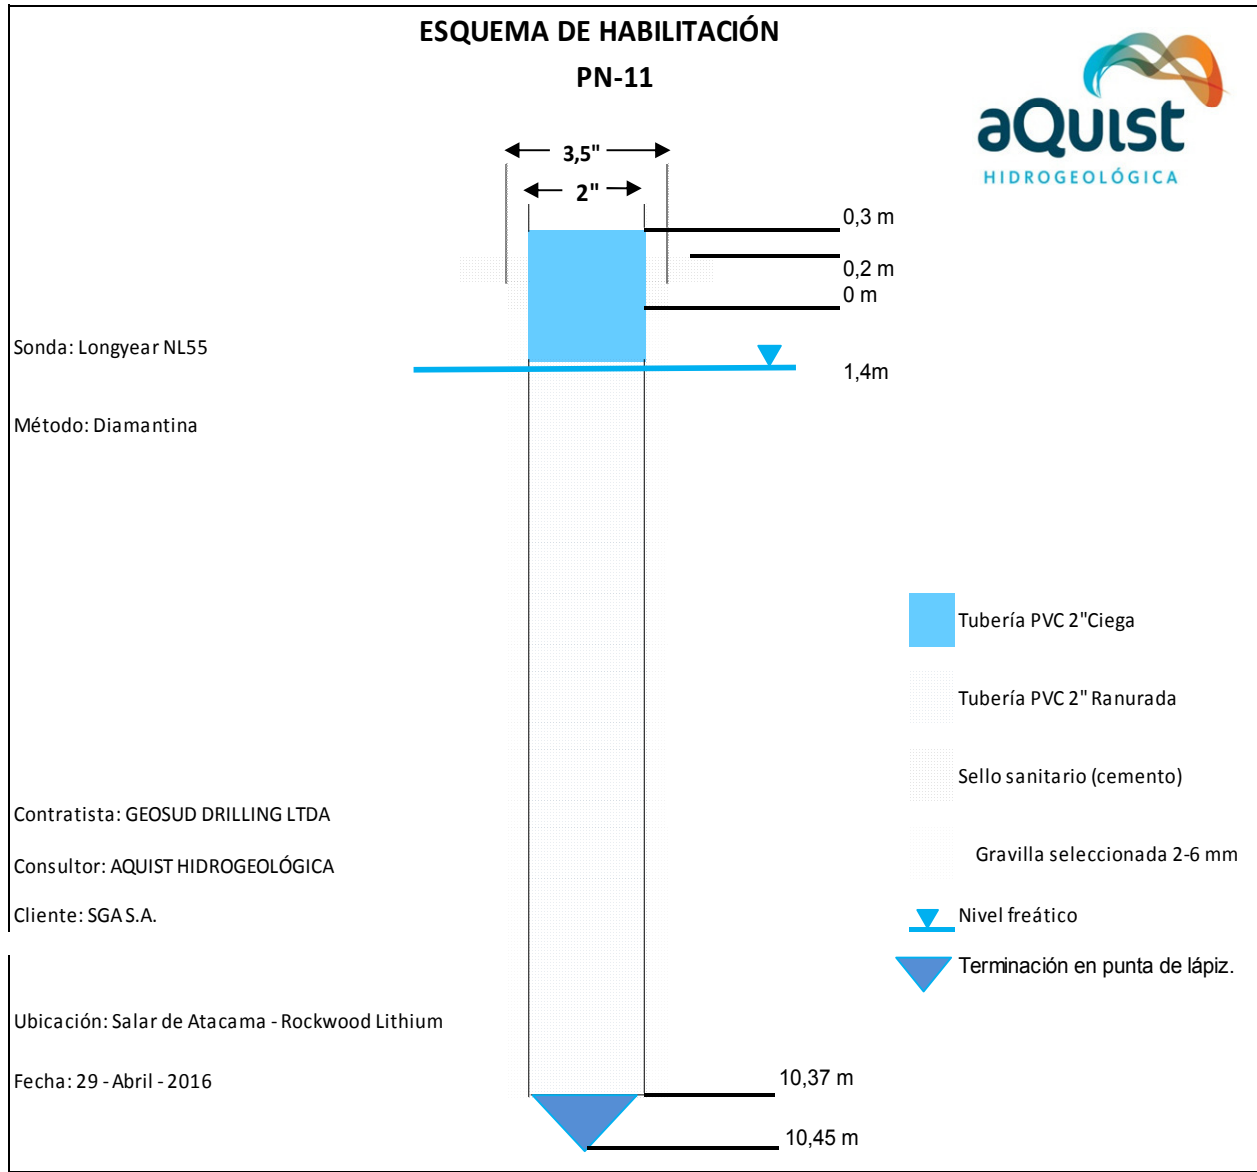 ESQUEMA DE HABILITACIÓN
PN-11
aQuist
HIDROGEOLÓGICA
3,5"
2"
0,3 m
0,2 m
0 m
Sonda: Longyear NL55
1,4m
Método: Diamantina
Tubería PVC 2"Ciega
Tubería PVC 2" Ranurada
Sello sanitario (cemento)
Contratista: GEOSUD DRILLING LTDA
Gravilla seleccionada 2-6 mm
Consultor: AQUIST HIDROGEOLÓGICA
Cliente: SGA S.A.
Nivel freático
Terminación en punta de lápiz.
Ubicación: Salar de Atacama - Rockwood Lithium
Fecha: 29 - Abril - 2016
10,37 m
10,45 m